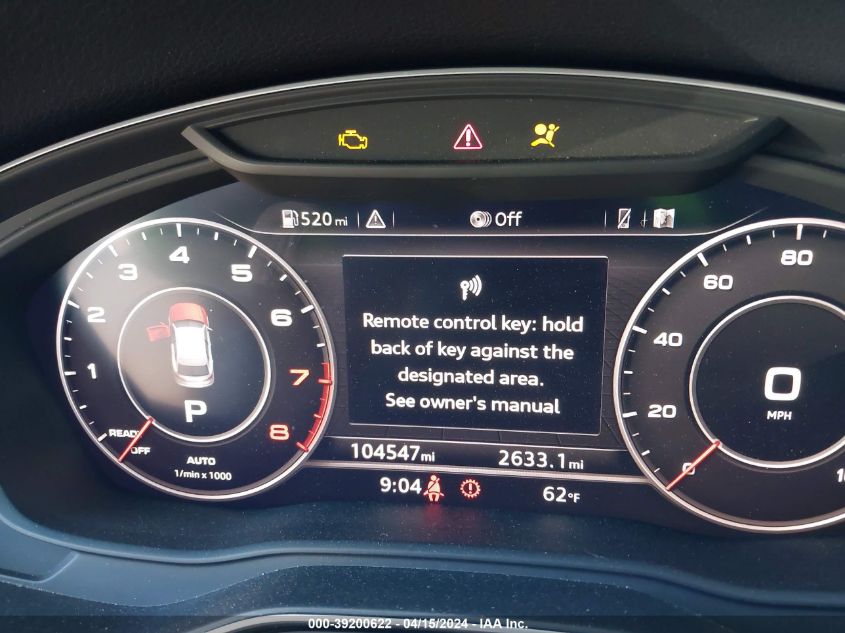 520 mi
Off
Remote control key: hold
back of key against the
designated area.
See owner's manual
1
2
3
4
5
6
7
8
READY
OFF
P
AUTO
1/min x 1000
0
20
40
60
80
0
MPH
104547mi
2633.1mi
9:04
62°F
000-39200622 - 04/15/2024 - IAA Inc.